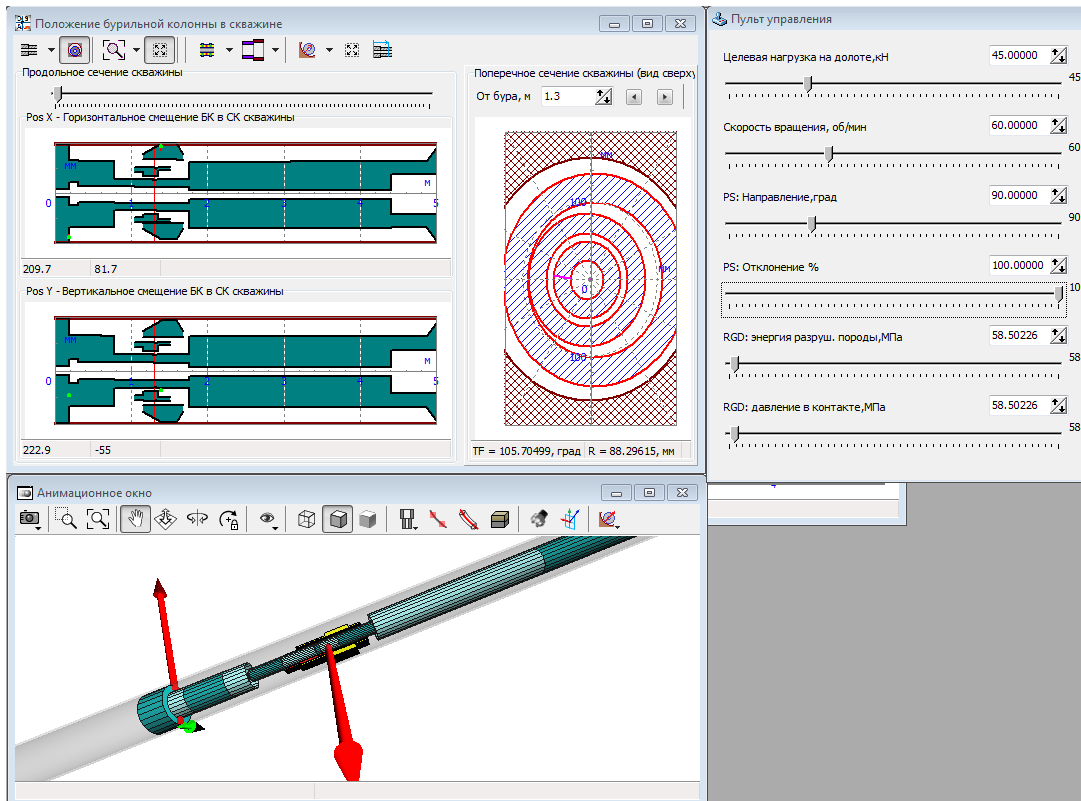 Положение бурильной колонны в скважине
Продольное сечение скважины
Pos X - Горизонтальное смещение БК в СК скважины
ММ
М
0
1
2
3
4
5
209.7
81.7
Pos Y - Вертикальное смещение БК в СК скважины
ММ
М
0
1
2
3
4
5
222.9
-55
Поперечное сечение скважины (вид сверху
От бура, м
1.3
ММ
100
ММ
0
100
TF = 105.70499, град
R = 88.29615, мм
Пульт управления
Целевая нагрузка на долоте,кН
45.00000
45
Скорость вращения, об/мин
60.00000
60
PS: Направление,град
90.00000
90
PS: Отклонение %
100.00000
10
RGD: энергия разруш. породы,МПа
58.50226
58
RGD: давление в контакте,МПа
58.50226
58
Анимационное окно